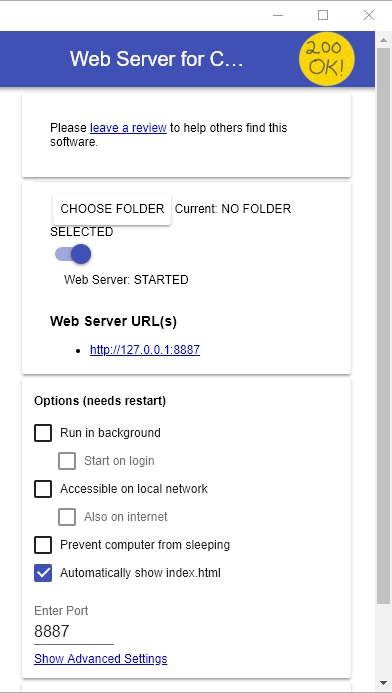 Web Server for C...
200
OK!
Please leave a review to help others find this
software.
CHOOSE FOLDER Current: NO FOLDER
SELECTED
Web Server: STARTED
Web Server URL(s)
http://127.0.0.1:8887
Options (needs restart)
Run in background
Start on login
Accessible on local network
Also on internet
Prevent computer from sleeping
Automatically show index.html
Enter Port
8887
Show Advanced Settings